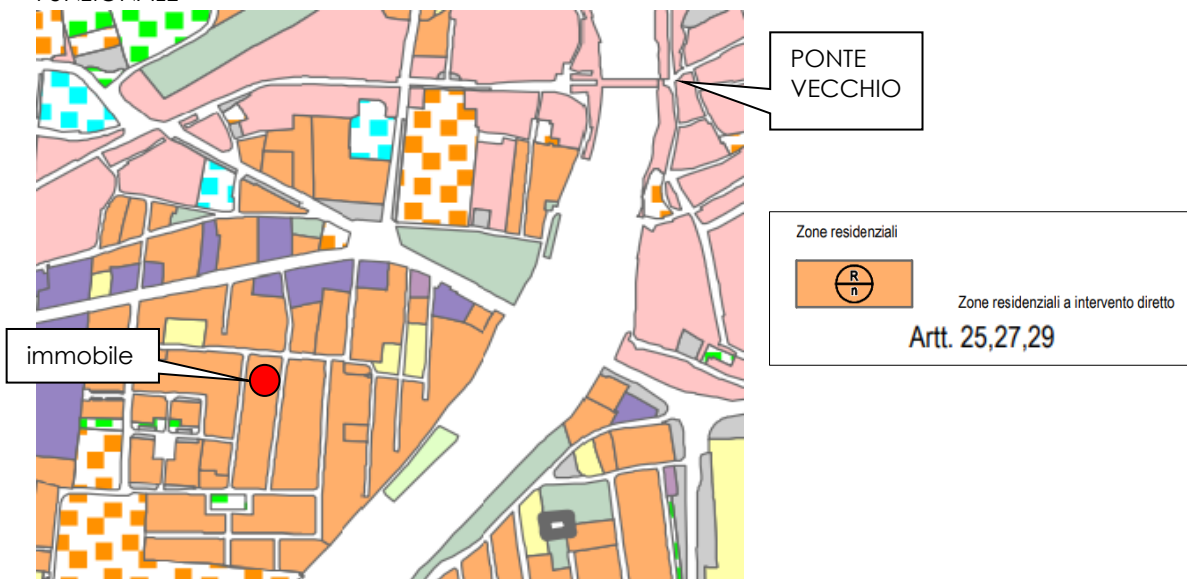 PONTE
VECCHIO
Zone residenziali
R
n
Zone residenziali a intervento diretto
Artt. 25,27,29
immobile